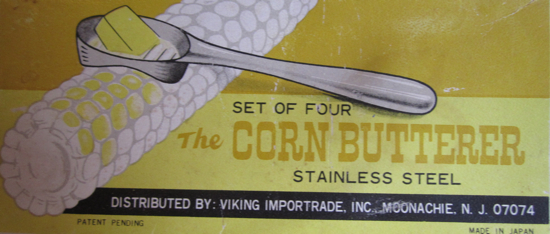 SET OF FOUR
The CORN BUTTERER
STAINLESS STEEL
DISTRIBUTED BY: VIKING IMPORTRADE, INC. MOONACHIE, N. J. 07074
PATENT PENDING
MADE IN JAPAN